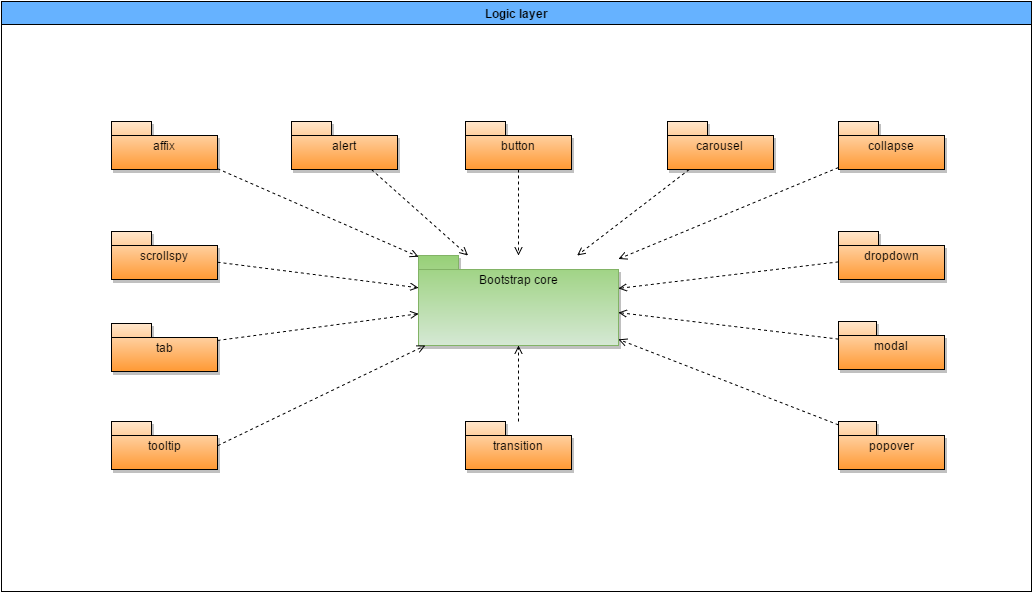 Logic layer
affix
alert
button
carousel
collapse
scrollspy
Bootstrap core
dropdown
tab
modal
tooltip
transition
popover